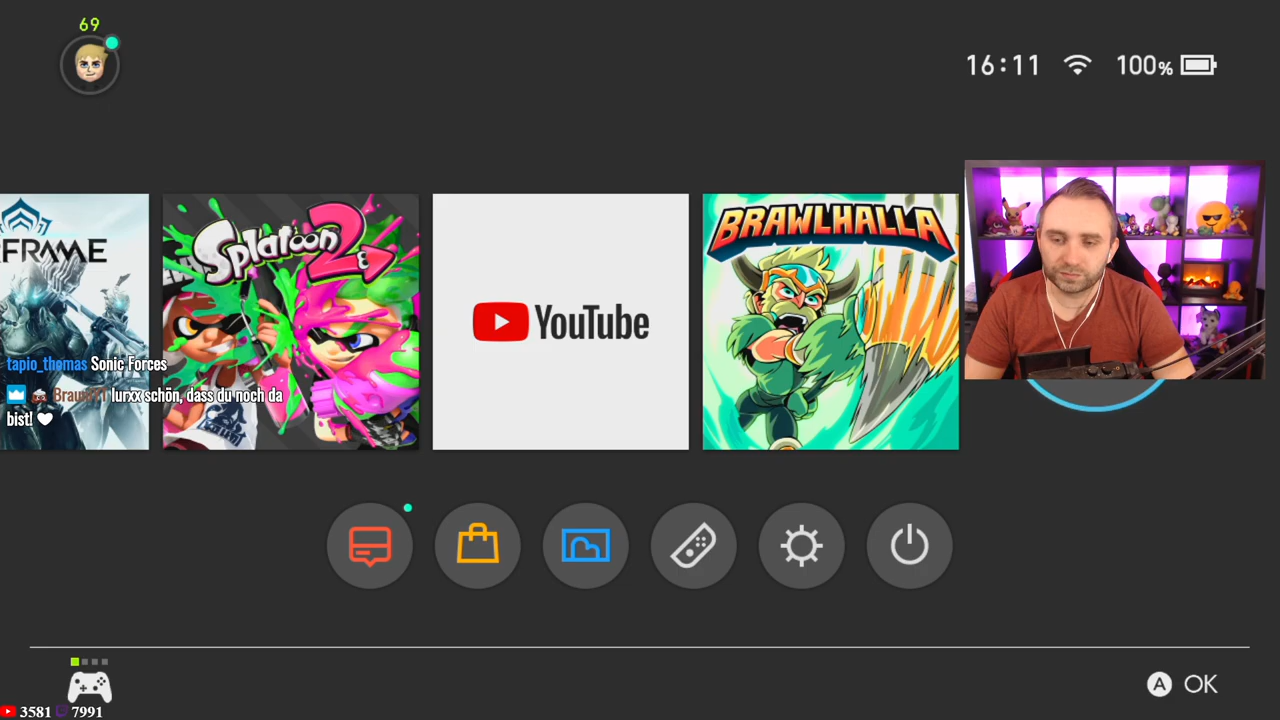 69
16:11 100%
FRAME
Splatoon 2
YouTube
BRAWLHALLA
tapio_thomas Sonic Forces
lurxx schön, dass du noch da
bist!
A OK
3581 7991